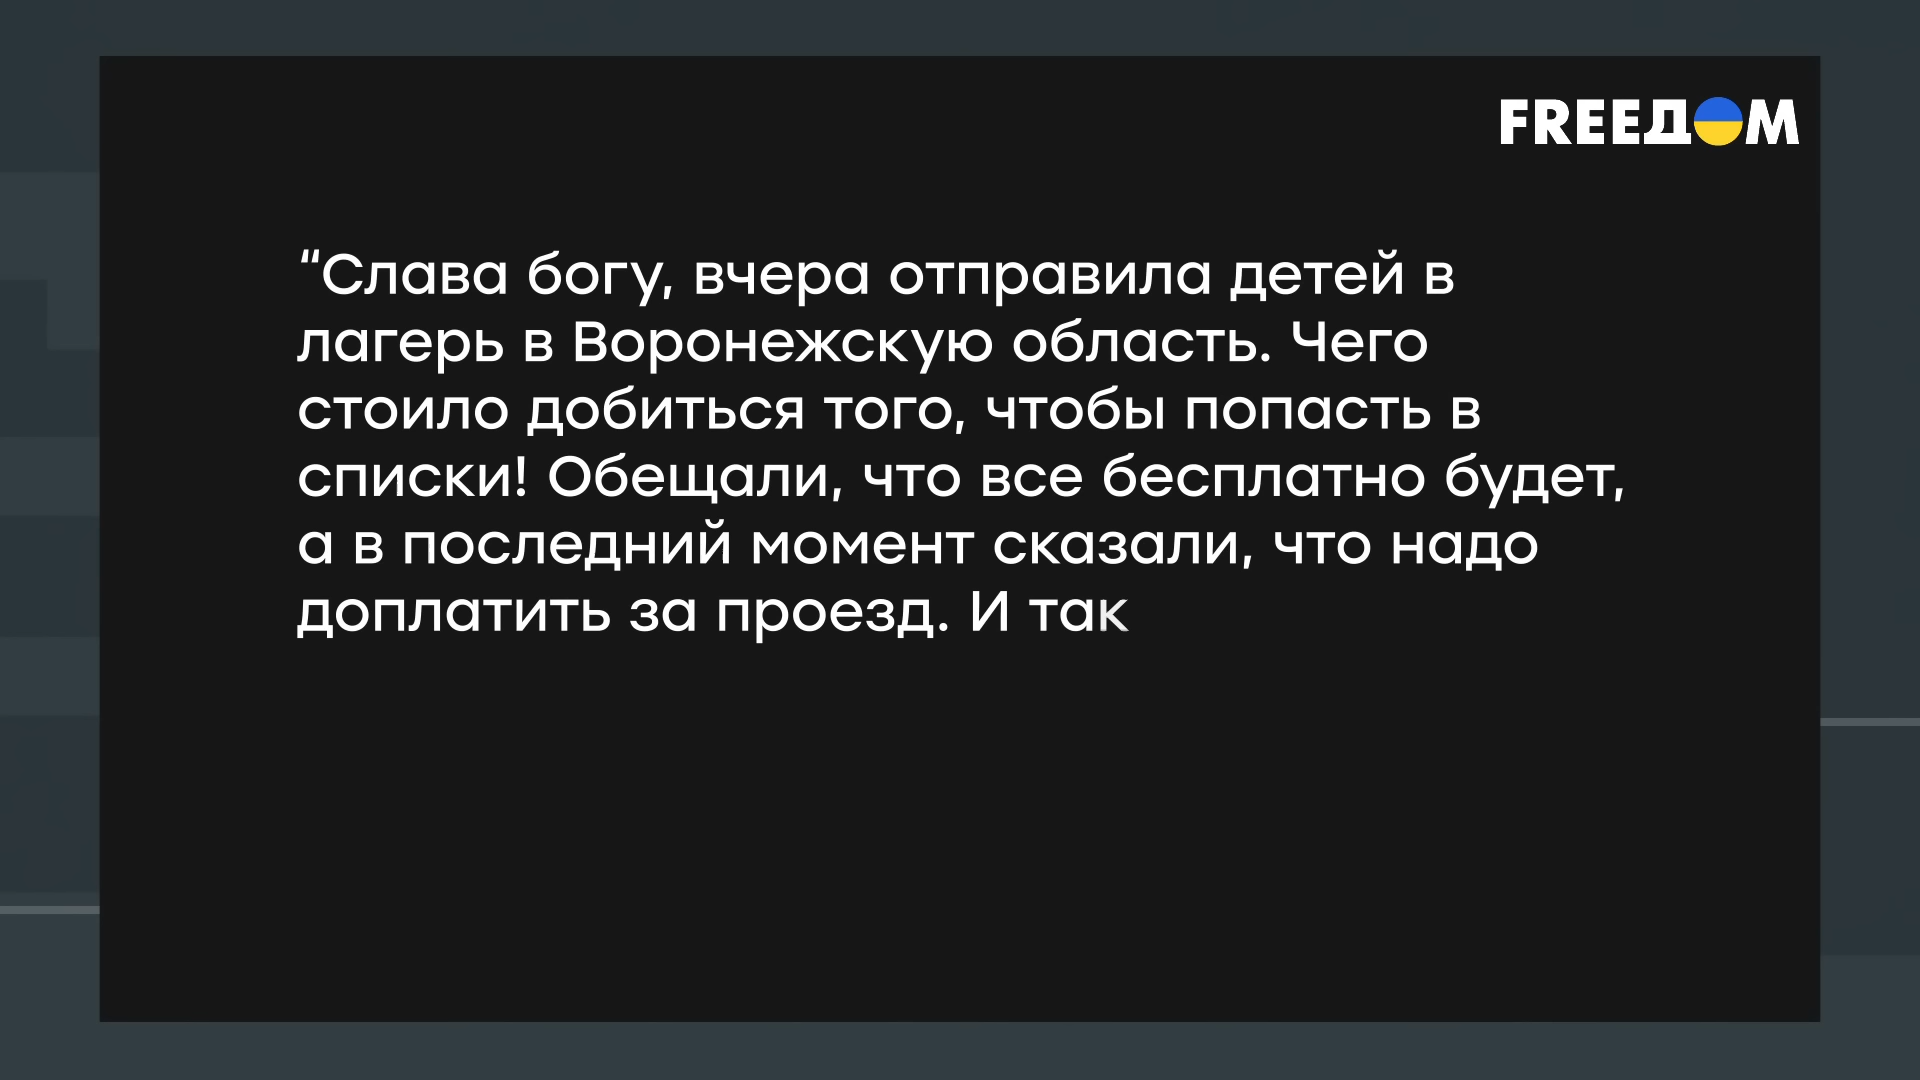 FREEДОМ
“Слава богу, вчера отправила детей в
лагерь в Воронежскую область. Чего
стоило добиться того, чтобы попасть в
списки! Обещали, что все бесплатно будет,
а в последний момент сказали, что надо
доплатить за проезд. И так